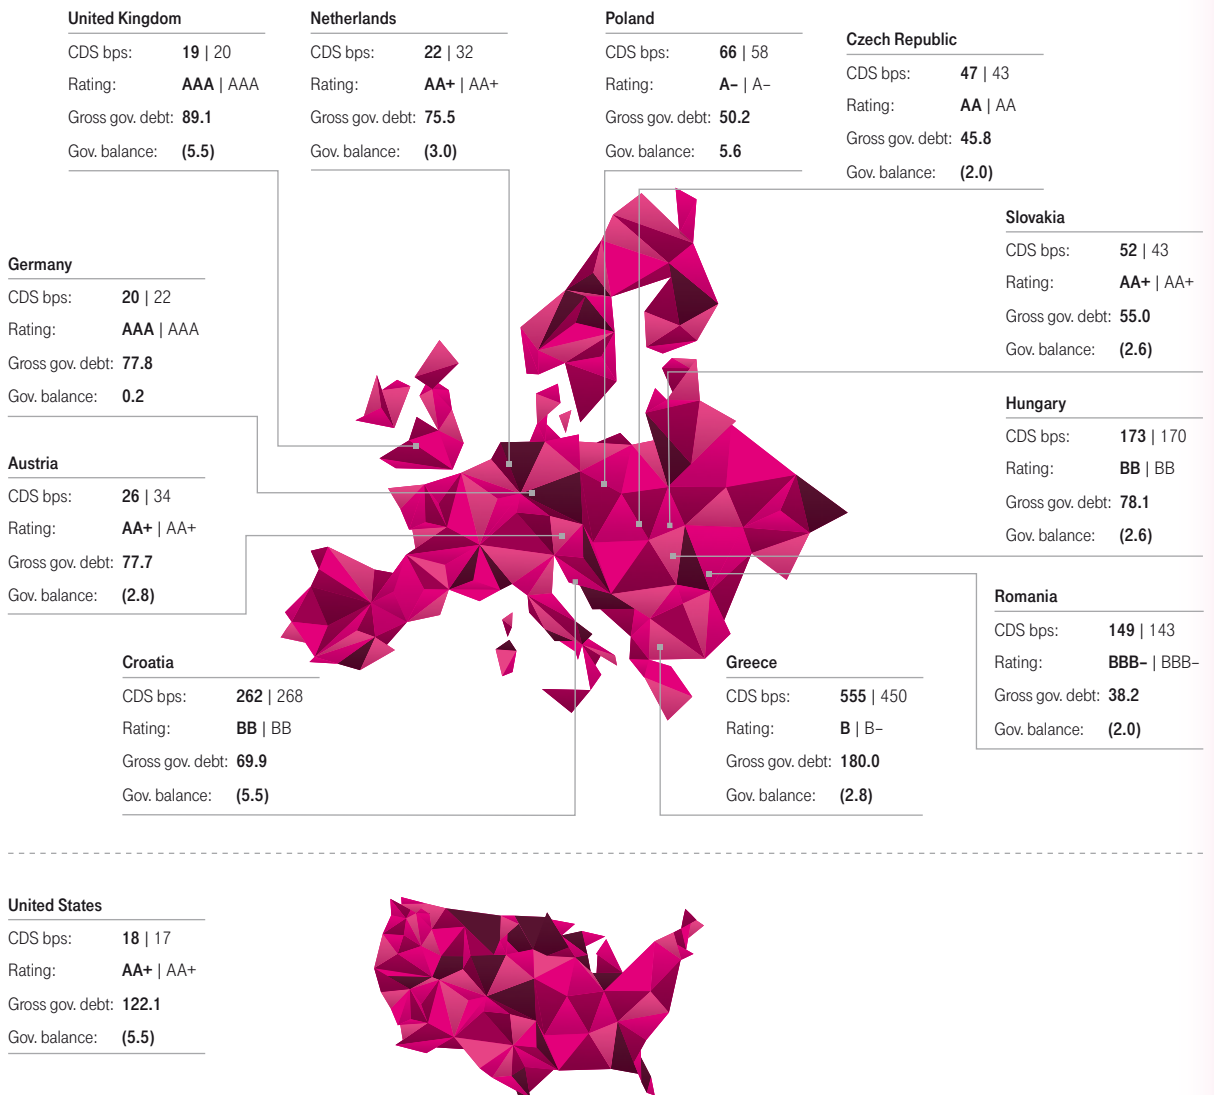 United Kingdom
CDS bps: 19 | 20
Rating: AAA | AAA
Gross gov. debt: 89.1
Gov. balance: (5.5)
Netherlands
CDS bps: 22 | 32
Rating: AA+ | AA+
Gross gov. debt: 75.5
Gov. balance: (3.0)
Poland
CDS bps: 66 | 58
Rating: A– | A–
Gross gov. debt: 50.2
Gov. balance: 5.6
Czech Republic
CDS bps: 47 | 43
Rating: AA | AA
Gross gov. debt: 45.8
Gov. balance: (2.0)
Slovakia
CDS bps: 52 | 43
Rating: AA+ | AA+
Gross gov. debt: 55.0
Gov. balance: (2.6)
Germany
CDS bps: 20 | 22
Rating: AAA | AAA
Gross gov. debt: 77.8
Gov. balance: 0.2
Hungary
CDS bps: 173 | 170
Rating: BB | BB
Gross gov. debt: 78.1
Gov. balance: (2.6)
Austria
CDS bps: 26 | 34
Rating: AA+ | AA+
Gross gov. debt: 77.7
Gov. balance: (2.8)
Romania
CDS bps: 149 | 143
Rating: BBB– | BBB–
Gross gov. debt: 38.2
Gov. balance: (2.0)
Croatia
CDS bps: 262 | 268
Rating: BB | BB
Gross gov. debt: 69.9
Gov. balance: (5.5)
Greece
CDS bps: 555 | 450
Rating: B | B–
Gross gov. debt: 180.0
Gov. balance: (2.8)
United States
CDS bps: 18 | 17
Rating: AA+ | AA+
Gross gov. debt: 122.1
Gov. balance: (5.5)